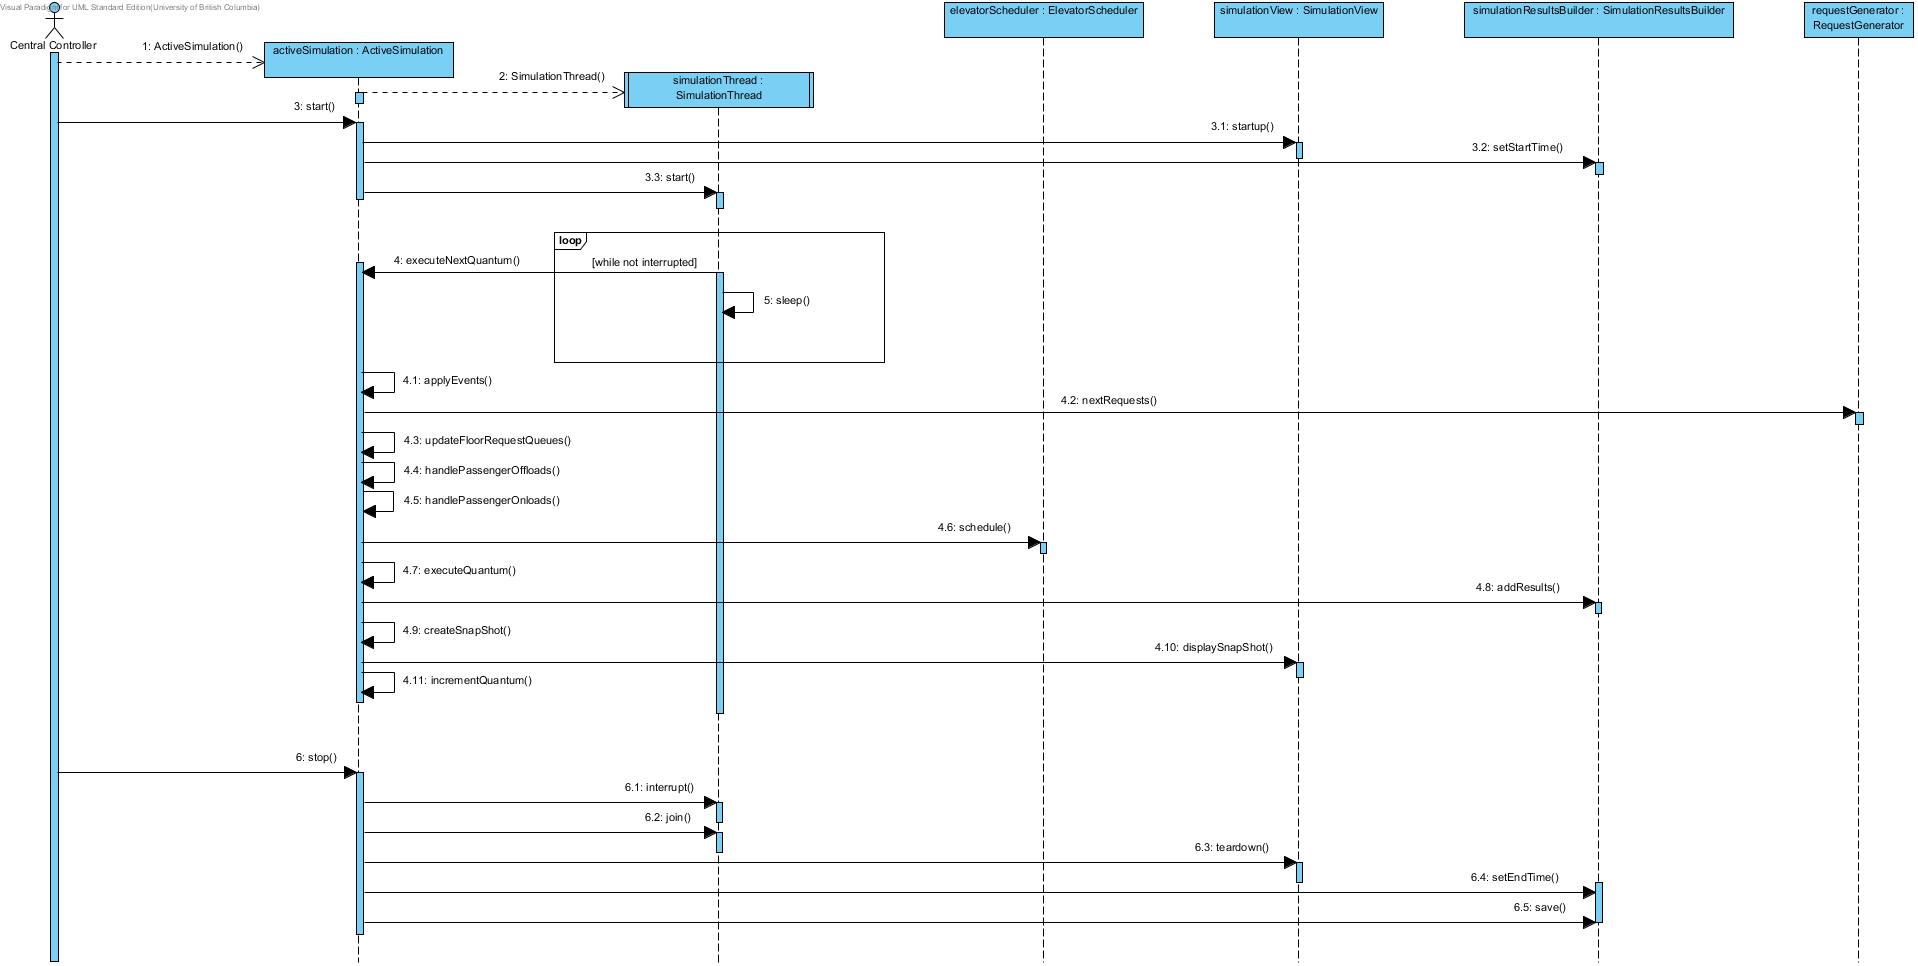 Visual Paradigm for UML Standard Edition(University of British Columbia)
elevatorScheduler : ElevatorScheduler
simulationView : SimulationView
simulationResultsBuilder : SimulationResultsBuilder
requestGenerator :
RequestGenerator
Central Controller
1: ActiveSimulation()
activeSimulation : ActiveSimulation
2: SimulationThread()
simulationThread :
SimulationThread
3: start()
3.1: startup()
3.2: setStartTime()
3.3: start()
loop
4: executeNextQuantum()
[while not interrupted]
5: sleep()
4.1: applyEvents()
4.2: nextRequests()
4.3: updateFloorRequestQueues()
4.4: handlePassengerOffloads()
4.5: handlePassengerOnloads()
4.6: schedule()
4.7: executeQuantum()
4.8: addResults()
4.9: createSnapShot()
4.10: displaySnapShot()
4.11: incrementQuantum()
6: stop()
6.1: interrupt()
6.2: join()
6.3: teardown()
6.4: setEndTime()
6.5: save()